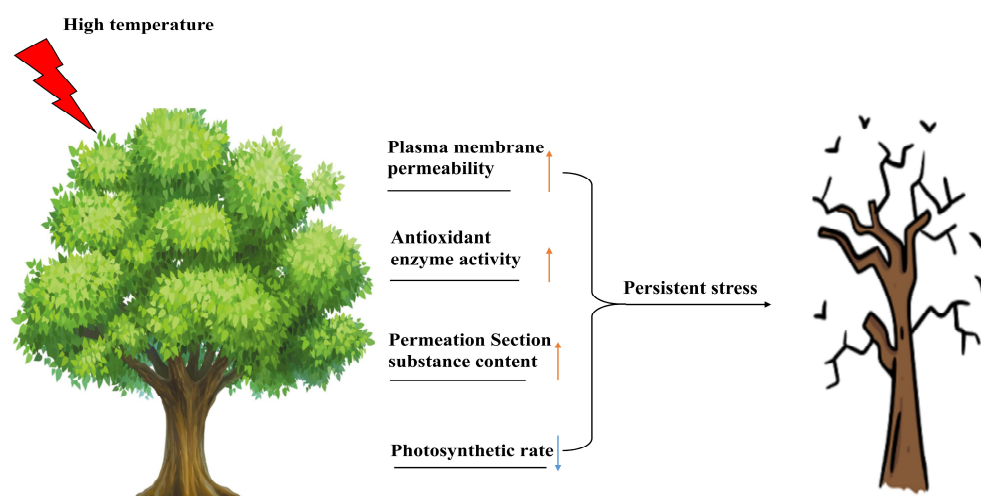 High temperature
Plasma membrane
permeability
Antioxidant
enzyme activity
Permeation Section
substance content
Photosynthetic rate
Persistent stress